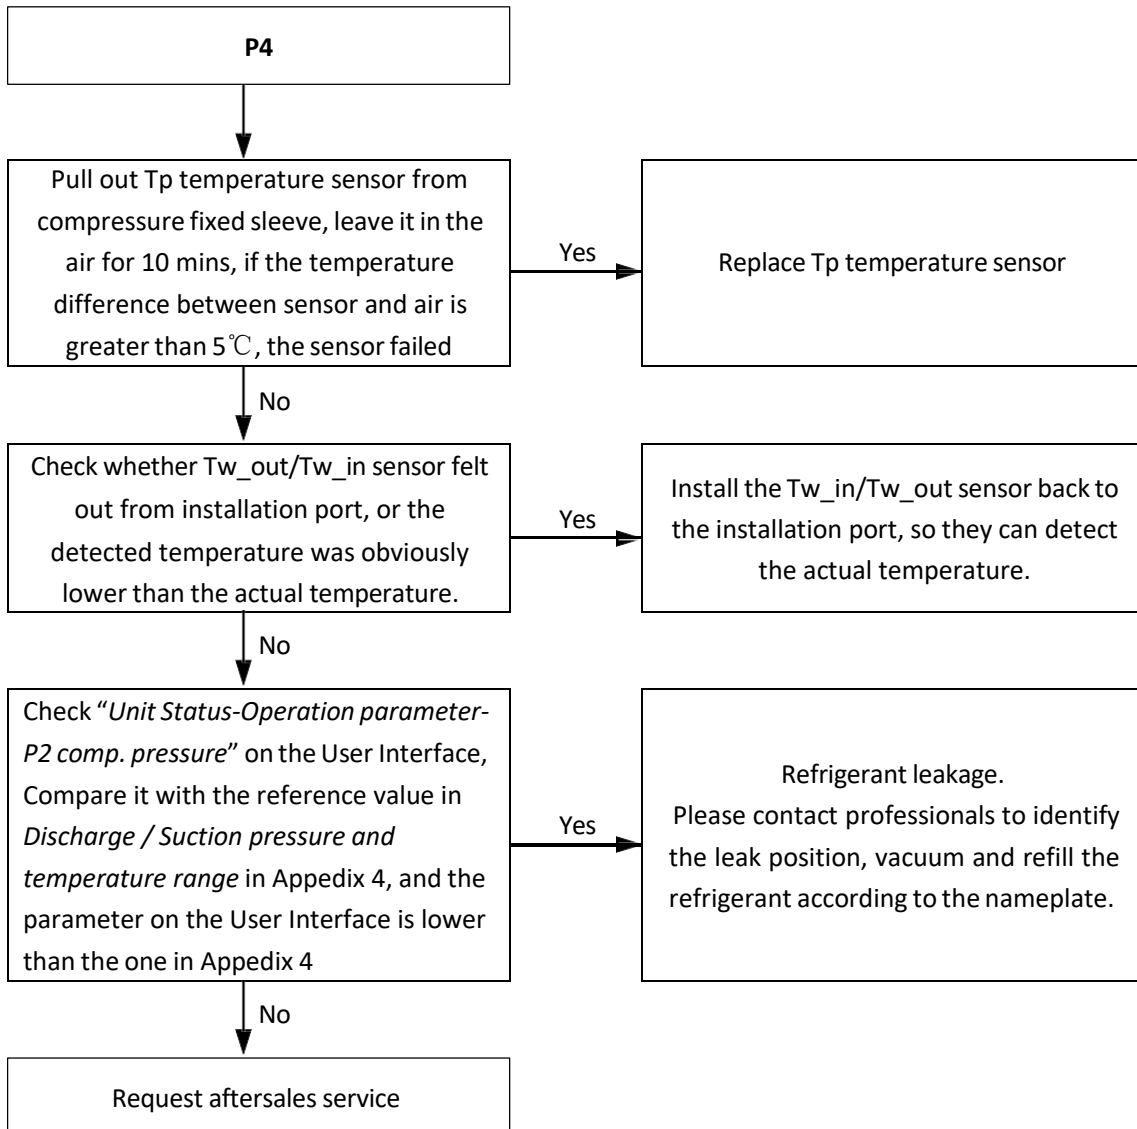 P4
Pull out Tp temperature sensor from
compressure fixed sleeve, leave it in the
air for 10 mins, if the temperature
difference between sensor and air is
greater than 5℃, the sensor failed
Yes
Replace Tp temperature sensor
No
Check whether Tw_out/Tw_in sensor felt
out from installation port, or the
detected temperature was obviously
lower than the actual temperature.
Yes
Install the Tw_in/Tw_out sensor back to
the installation port, so they can detect
the actual temperature.
No
Check “Unit Status-Operation parameter-
P2 comp. pressure” on the User Interface,
Compare it with the reference value in
Discharge / Suction pressure and
temperature range in Appedix 4, and the
parameter on the User Interface is lower
than the one in Appedix 4
Yes
Refrigerant leakage.
Please contact professionals to identify
the leak position, vacuum and refill the
refrigerant according to the nameplate.
No
Request aftersales service